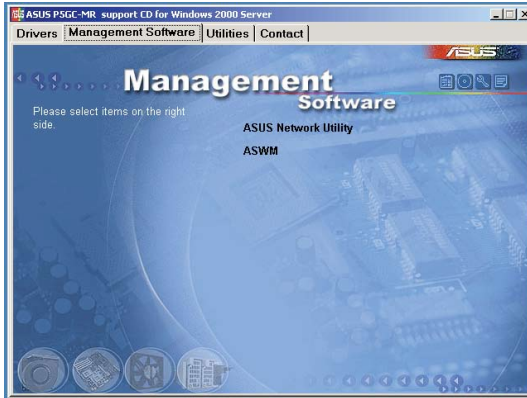 ASUS P5GC-MR support CD for Windows 2000 Server
Drivers Management Software Utilities Contact
ASUS
Management
Software
Please select items on the right
side.
ASUS Network Utility
ASWM